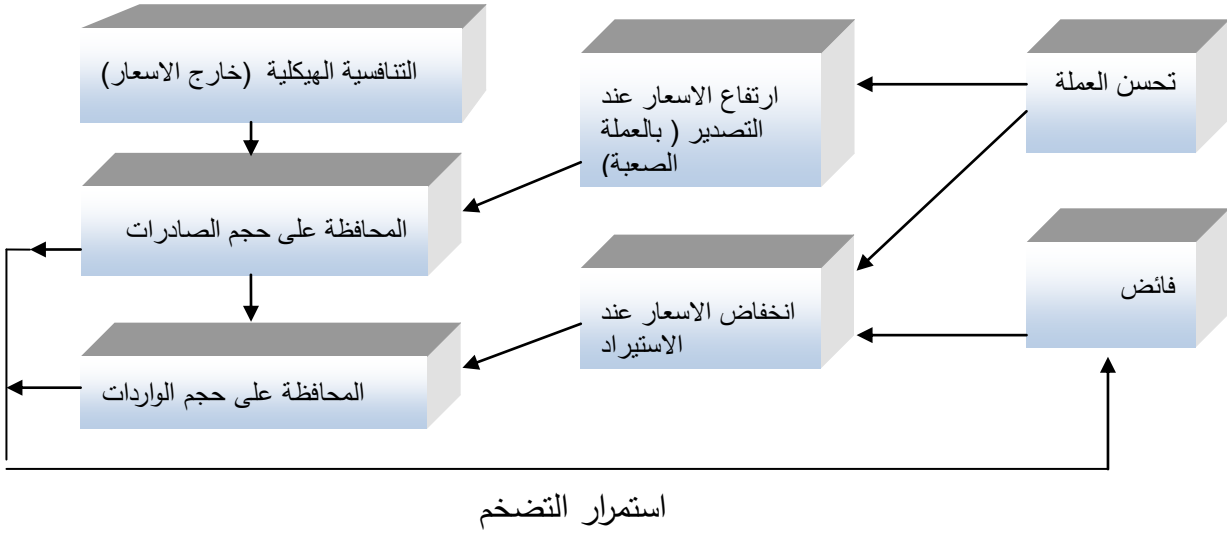 تحسن العملة
ارتفاع الاسعار عند
التصدير ( بالعملة
الصعبة)
التنافسية الهيكلية (خارج الاسعار)
المحافظة على حجم الصادرات
فائض
انخفاض الاسعار عند
الاستيراد
المحافظة على حجم الواردات
استمرار التضخم